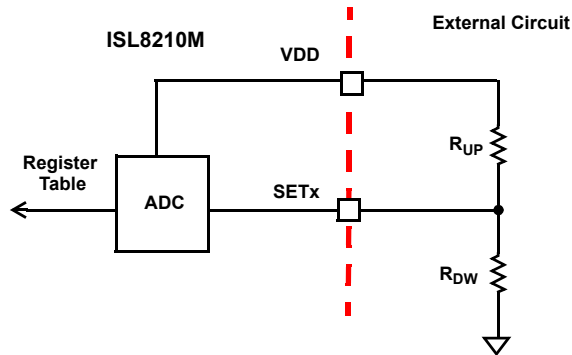 ISL8210M
External Circuit
VDD
RUP
Register
Table
ADC
SETx
RDW